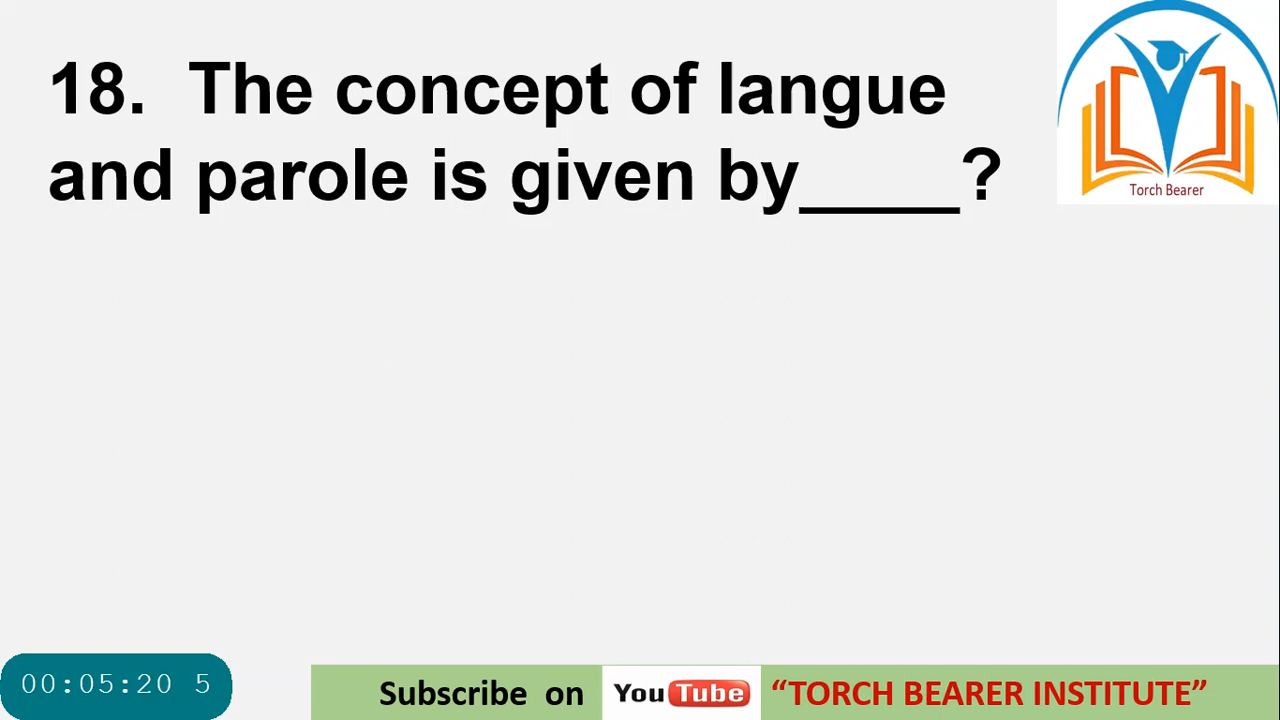 18. The concept of langue
and parole is given by____?
Torch Bearer
00:05:20 5
Subscribe on YouTube “TORCH BEARER INSTITUTE”